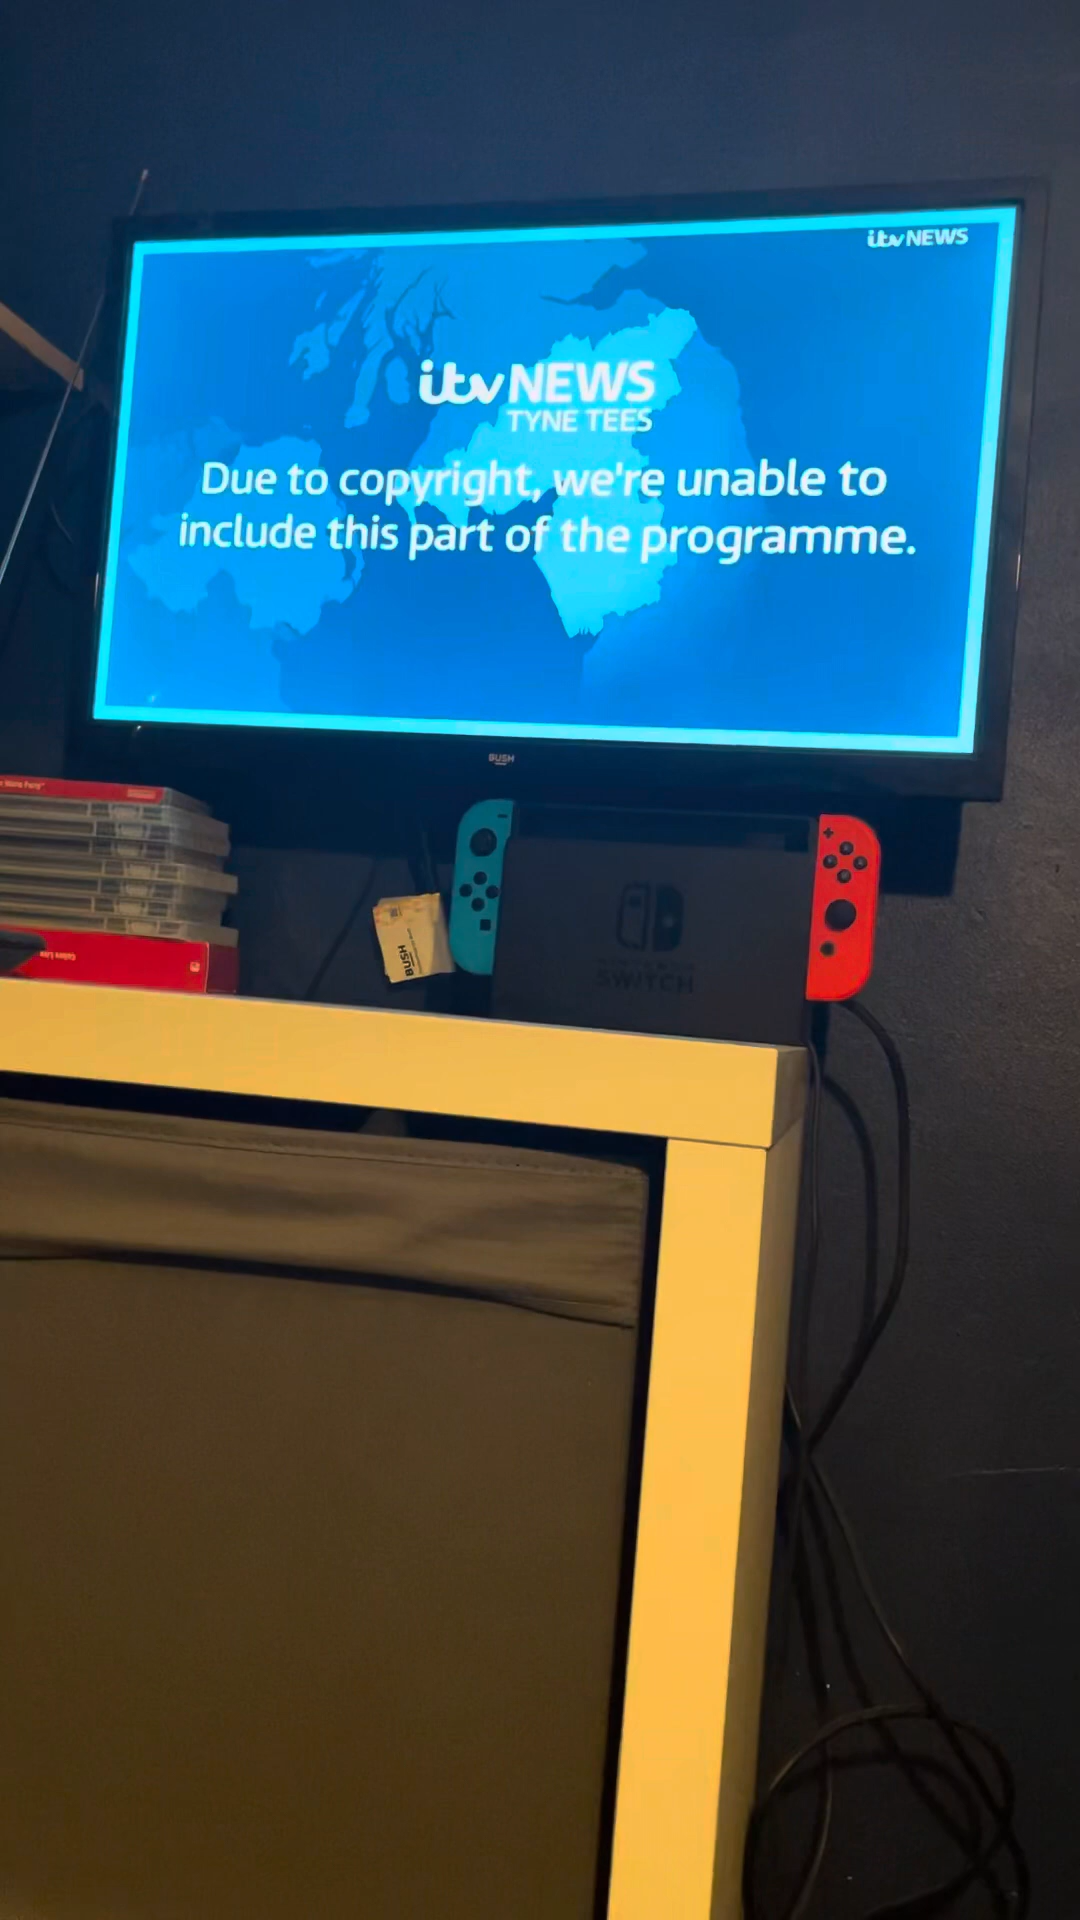 itv NEWS
itv NEWS
TYNE TEES
Due to copyright, we're unable to
include this part of the programme.
BUSH
BUSH
SWITCH